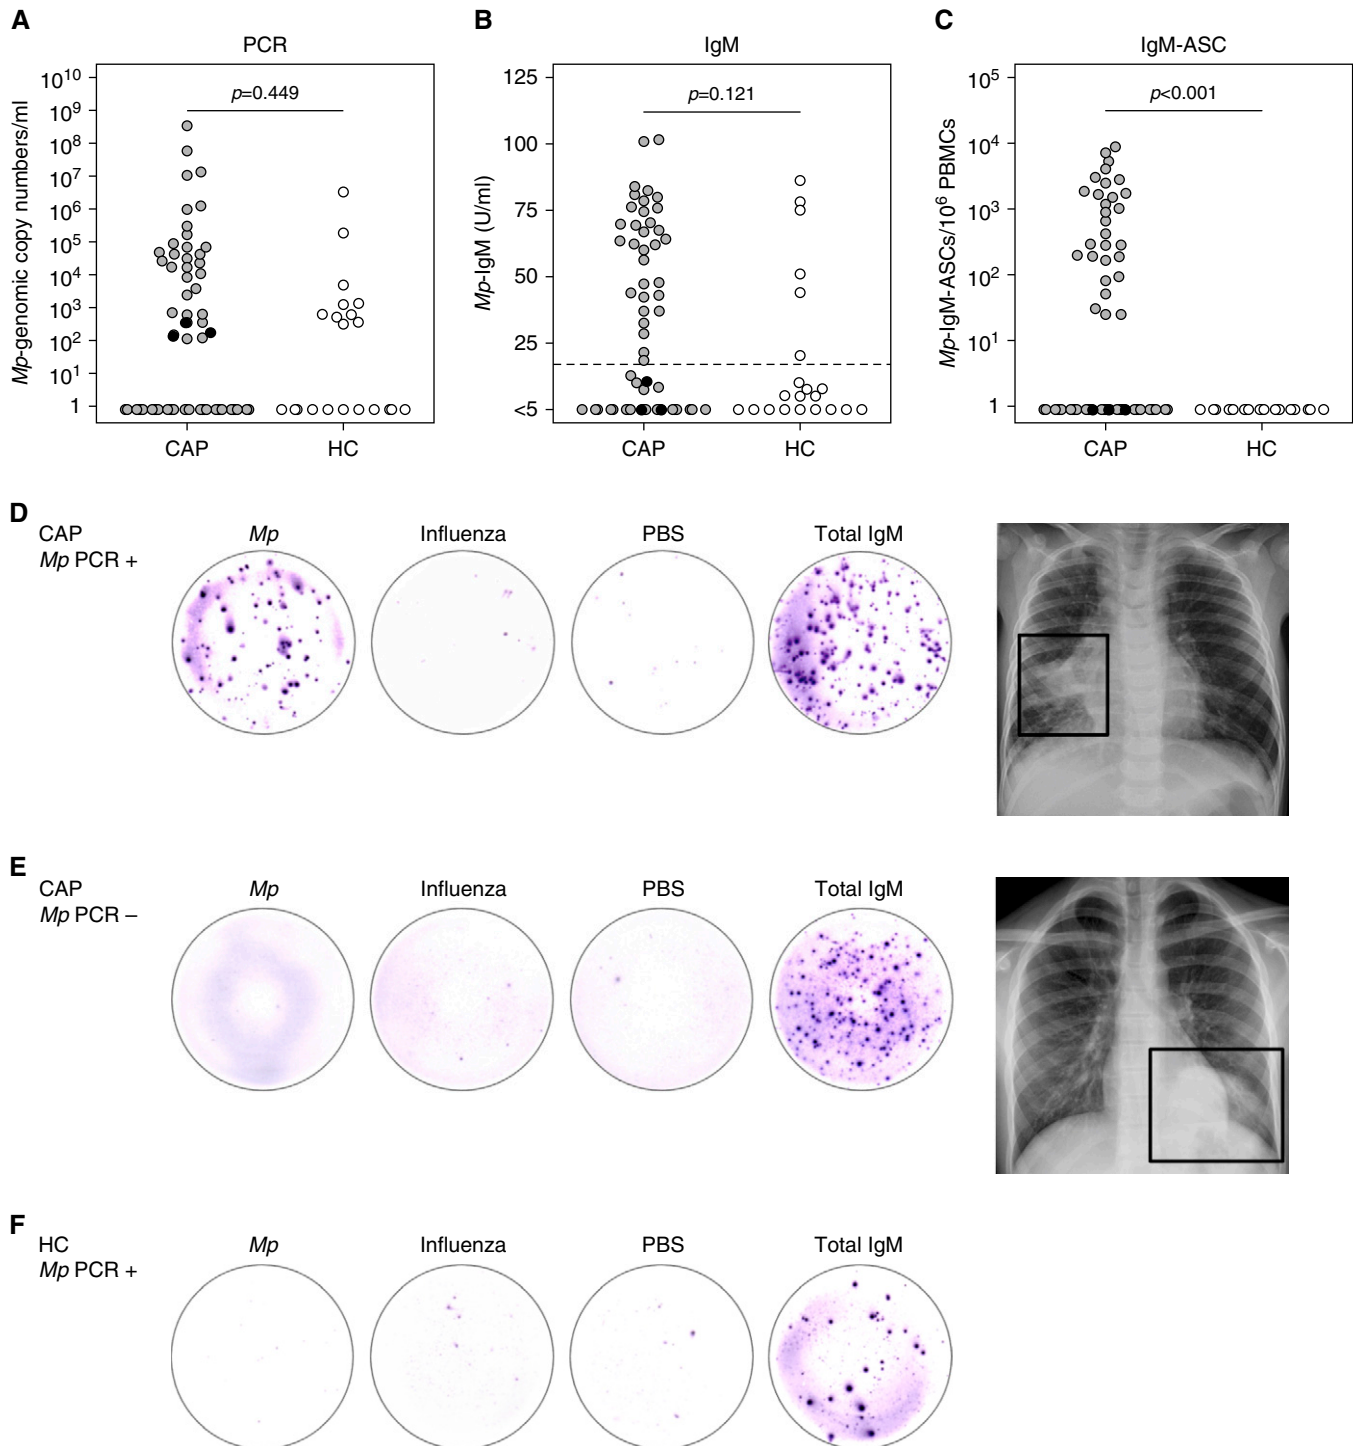 A
PCR
Mp-genomic copy numbers/ml
10¹⁰
10⁹
10⁸
10⁷
10⁶
10⁵
10⁴
10³
10²
10¹
1
p=0.449
CAP HC
B
IgM
Mp-IgM (U/ml)
125
100
75
50
25
<5
p=0.121
CAP HC
C
IgM-ASC
Mp-IgM-ASCs/10⁶ PBMCs
10⁵
10⁴
10³
10²
10¹
1
p<0.001
CAP HC
D
CAP
Mp PCR +
Mp Influenza PBS Total IgM
E
CAP
Mp PCR –
Mp Influenza PBS Total IgM
F
HC
Mp PCR +
Mp Influenza PBS Total IgM